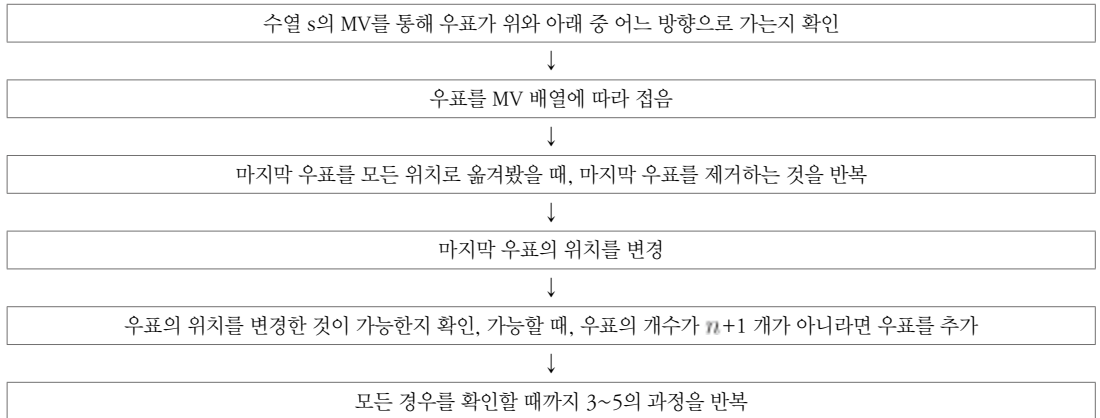 수열 s의 MV를 통해 우표가 위와 아래 중 어느 방향으로 가는지 확인
↓
우표를 MV 배열에 따라 접음
↓
마지막 우표를 모든 위치로 옮겨봤을 때, 마지막 우표를 제거하는 것을 반복
↓
마지막 우표의 위치를 변경
↓
우표의 위치를 변경한 것이 가능한지 확인, 가능할 때, 우표의 개수가 n+1 개가 아니라면 우표를 추가
↓
모든 경우를 확인할 때까지 3~5의 과정을 반복